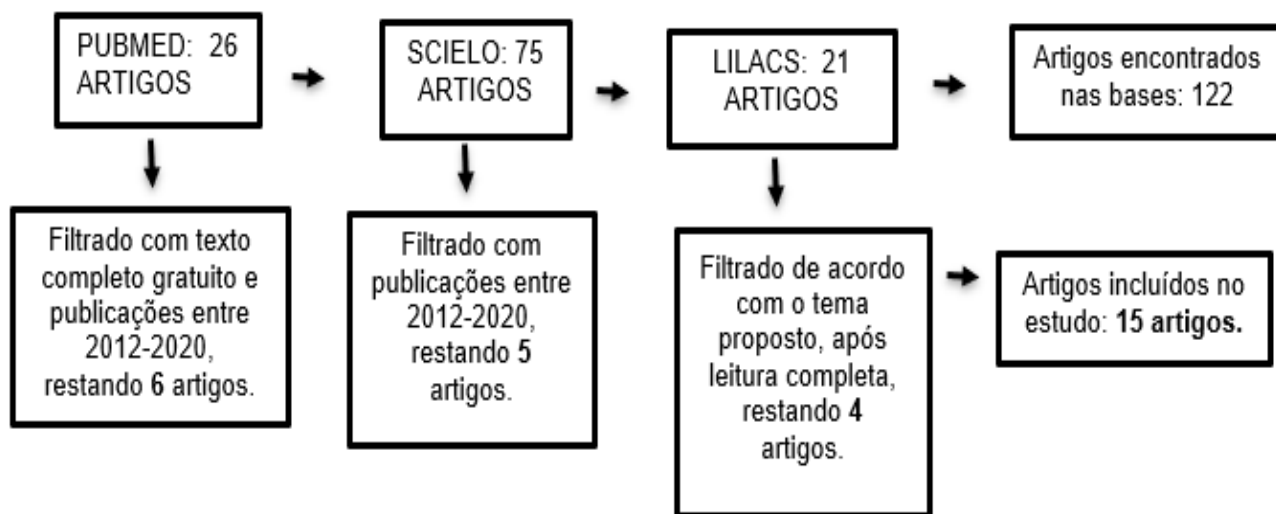 PUBMED: 26
ARTIGOS
SCIELO: 75
ARTIGOS
LILACS: 21
ARTIGOS
Artigos encontrados
nas bases: 122
Filtrado com texto
completo gratuito e
publicações entre
2012-2020,
restando 6 artigos.
Filtrado com
publicações entre
2012-2020,
restando 5
artigos.
Filtrado de acordo
com o tema
proposto, após
leitura completa,
restando 4
artigos.
Artigos incluídos no
estudo: 15 artigos.